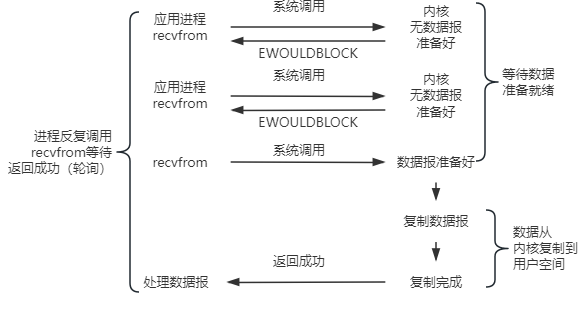 系统调用
应用进程
recvfrom
内核
无数据报
准备好
EWOULDBLOCK
系统调用
应用进程
recvfrom
内核
无数据报
准备好
EWOULDBLOCK
等待数据
准备就绪
进程反复调用
recvfrom等待
返回成功（轮询）
系统调用
recvfrom
数据报准备好
复制数据报
数据从
内核复制到
用户空间
返回成功
处理数据报
复制完成